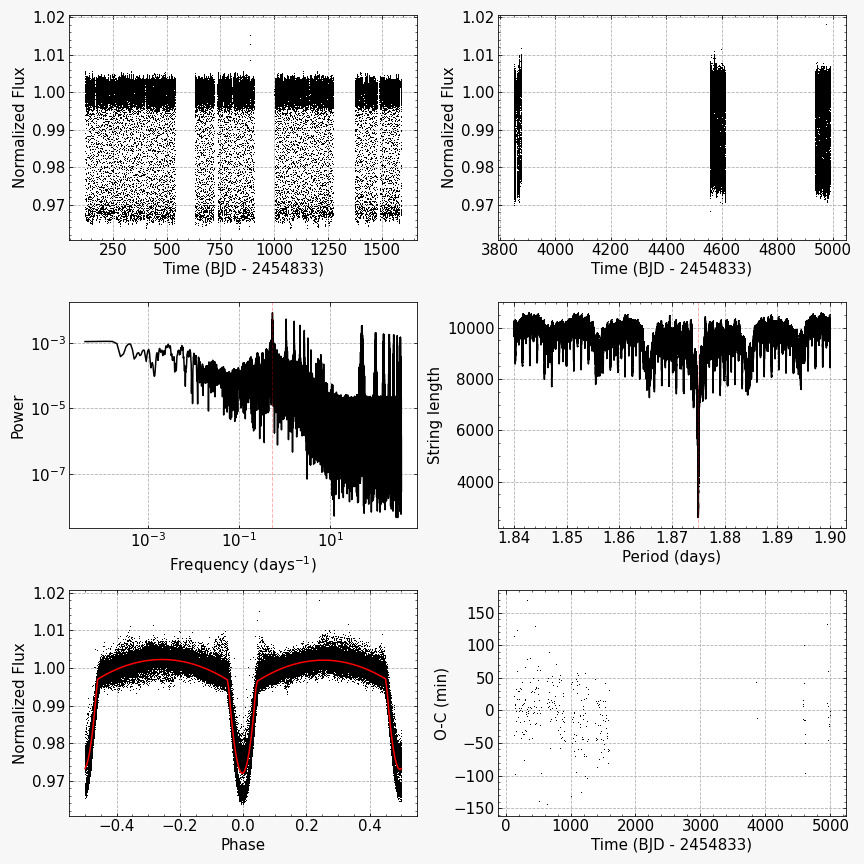 1.02
1.01
1.00
0.99
0.98
0.97
Normalized Flux
250 500 750 1000 1250 1500
Time (BJD - 2454833)
1.02
1.01
1.00
0.99
0.98
0.97
Normalized Flux
3800 4000 4200 4400 4600 4800 5000
Time (BJD - 2454833)
10⁻³
10⁻⁵
10⁻⁷
Power
10⁻³ 10⁻¹ 10¹
Frequency (days⁻¹)
10000
8000
6000
4000
String length
1.84 1.85 1.86 1.87 1.88 1.89 1.90
Period (days)
1.02
1.01
1.00
0.99
0.98
0.97
Normalized Flux
−0.4 −0.2 0.0 0.2 0.4
Phase
150
100
50
0
−50
−100
−150
O-C (min)
0 1000 2000 3000 4000 5000
Time (BJD - 2454833)